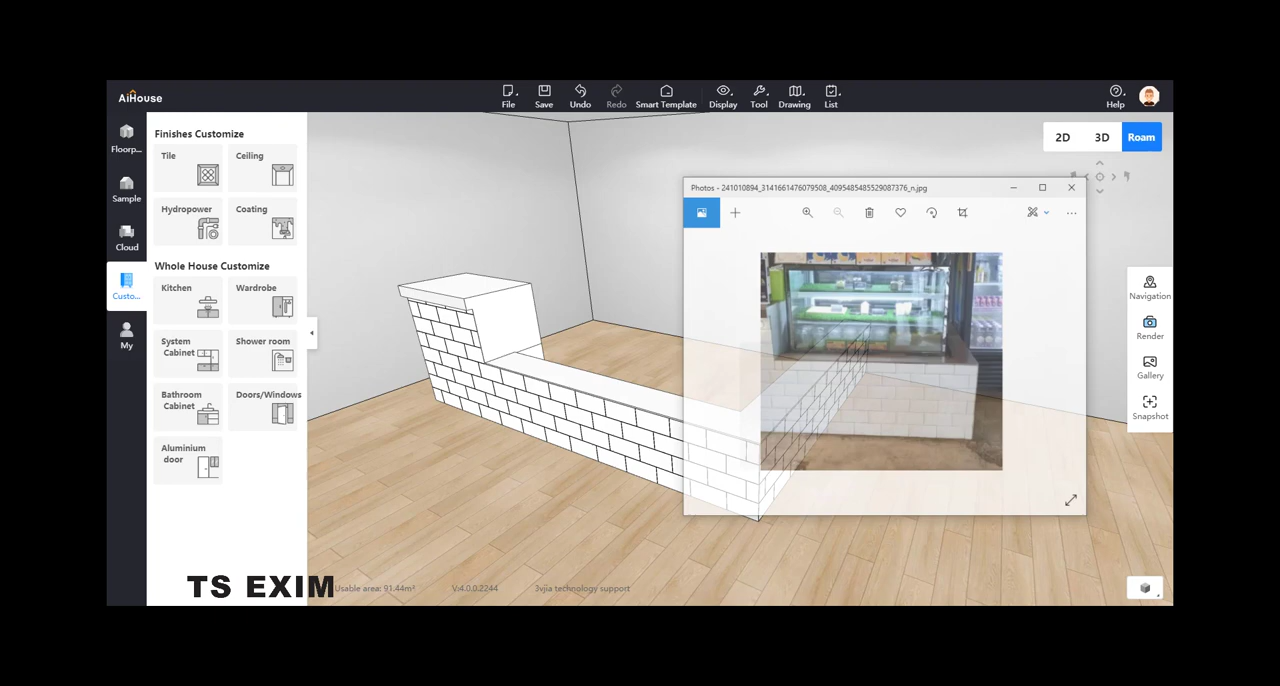 AiHouse
File
Save
Undo
Redo
Smart Template
Display
Tool
Drawing
List
Help
Floorp...
Sample
Cloud
Custo...
My
Finishes Customize
Tile
Ceiling
Hydropower
Coating
Whole House Customize
Kitchen
Wardrobe
System
Cabinet
Shower room
Bathroom
Cabinet
Doors/Windows
Aluminium
door
2D
3D
Roam
Photos - 241010894_3141661476079508_4095485485529087376_n.jpg
Navigation
Render
Gallery
Snapshot
TS EXIM
Usable area: 91.44m²
V:4.0.0.2244
3vjia technology support